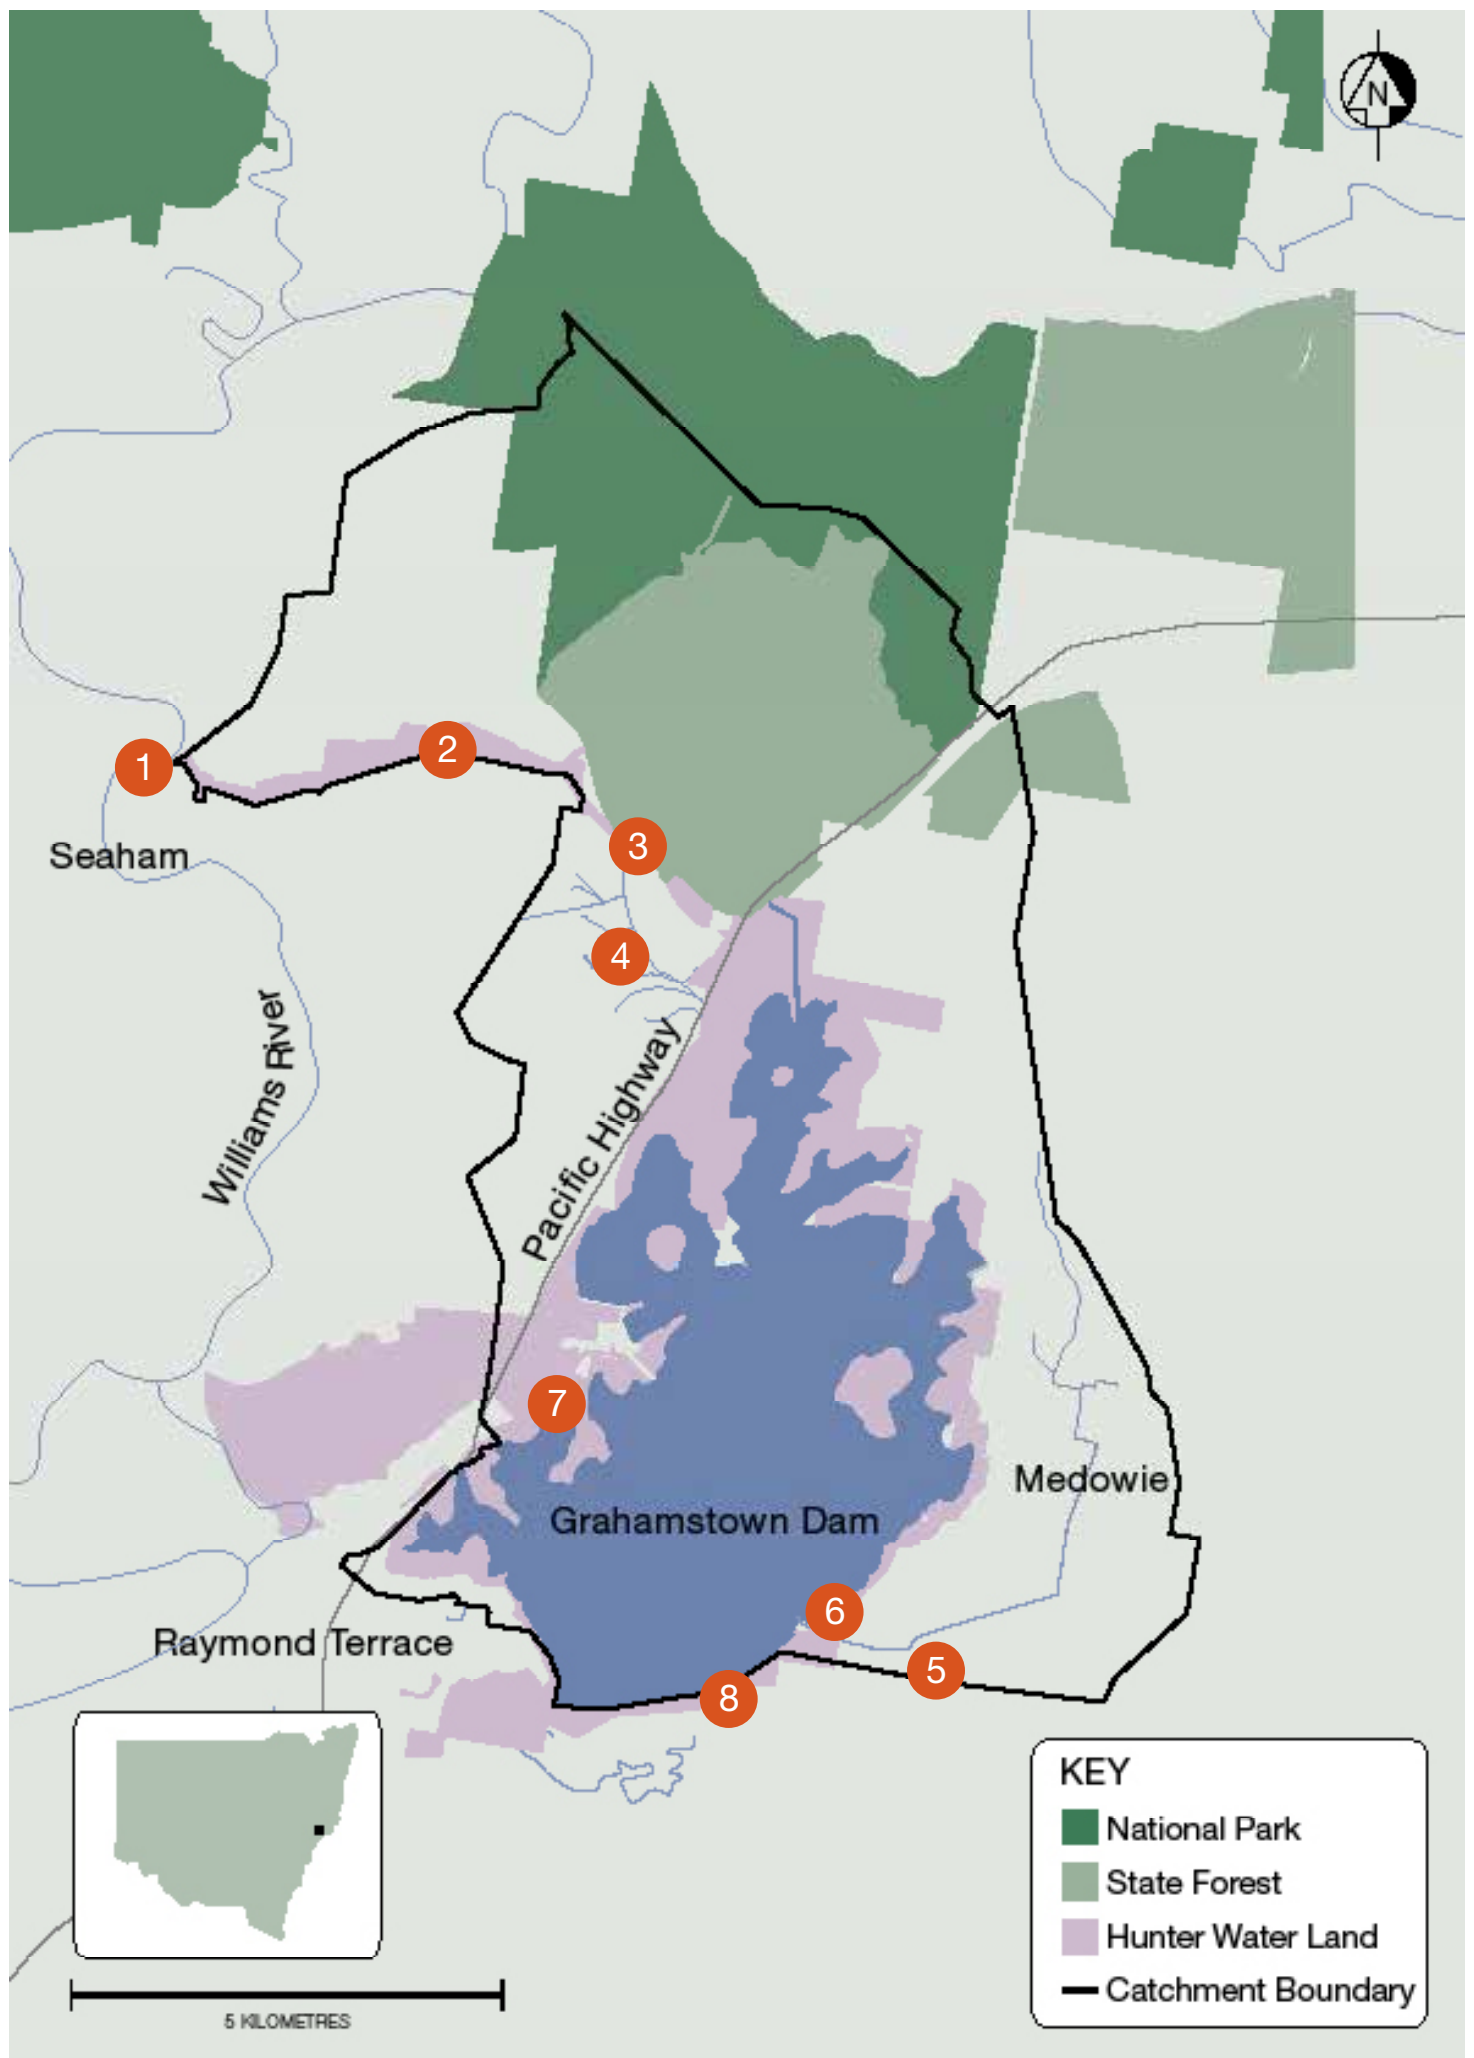 N
1
2
3
Seaham
4
Williams River
Pacific Highway
7
Medowie
Grahamstown Dam
6
Raymond Terrace
5
8
KEY
National Park
State Forest
Hunter Water Land
Catchment Boundary
5 KILOMETRES